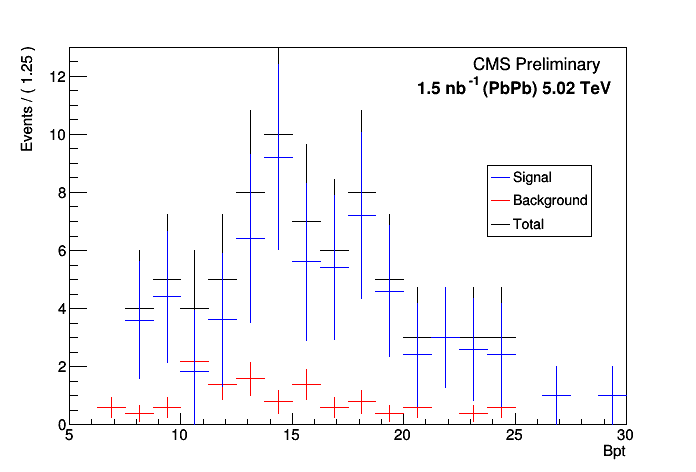 CMS Preliminary
1.5 nb-1 (PbPb) 5.02 TeV
Events / ( 1.25 )
12
10
8
6
4
2
0
Signal
Background
Total
5 10 15 20 25 30
Bpt